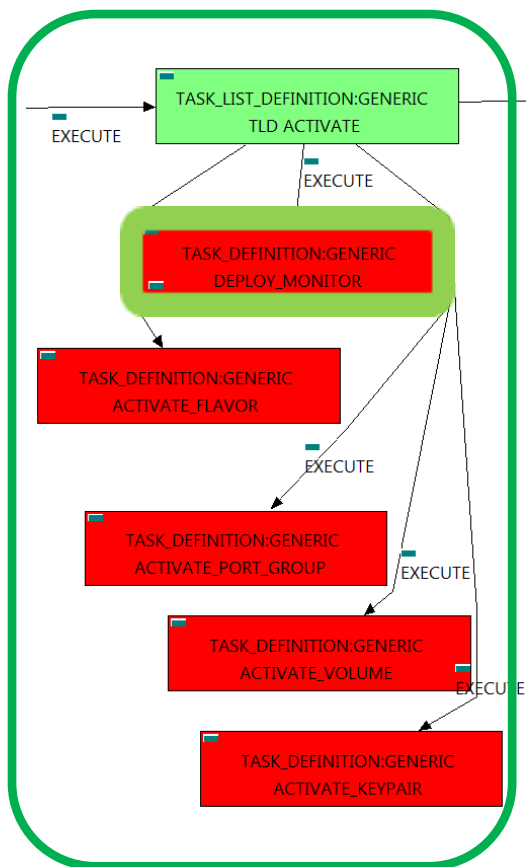 TASK_LIST_DEFINITION:GENERIC
TLD ACTIVATE
EXECUTE
EXECUTE
TASK_DEFINITION:GENERIC
DEPLOY_MONITOR
TASK_DEFINITION:GENERIC
ACTIVATE_FLAVOR
EXECUTE
TASK_DEFINITION:GENERIC
ACTIVATE_PORT_GROUP
EXECUTE
TASK_DEFINITION:GENERIC
ACTIVATE_VOLUME
EXECUTE
TASK_DEFINITION:GENERIC
ACTIVATE_KEYPAIR